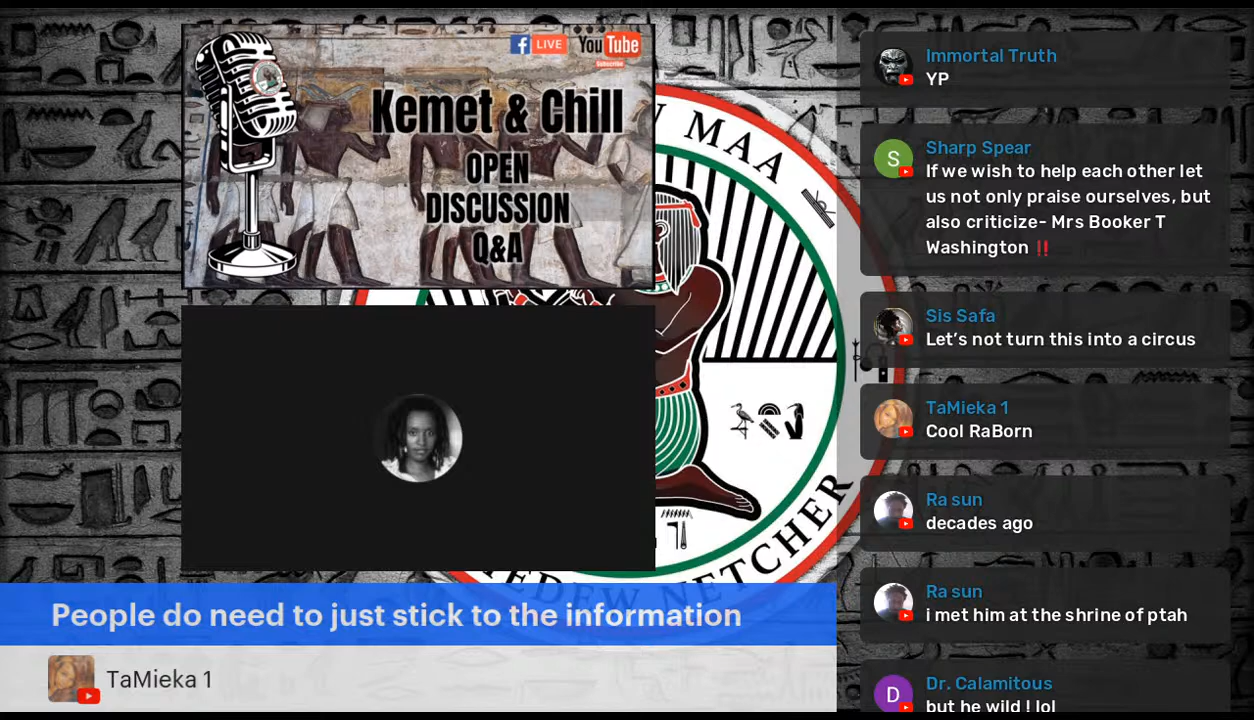 LIVE
YouTube
Subscribe
Kemet & Chill
OPEN
DISCUSSION
Q&A
MAA
MEDEW NETCHER
People do need to just stick to the information
TaMieka 1
Immortal Truth
YP
S
Sharp Spear
If we wish to help each other let
us not only praise ourselves, but
also criticize- Mrs Booker T
Washington ‼️
Sis Safa
Let’s not turn this into a circus
TaMieka 1
Cool RaBorn
Ra sun
decades ago
Ra sun
i met him at the shrine of ptah
D
Dr. Calamitous
but he wild ! lol